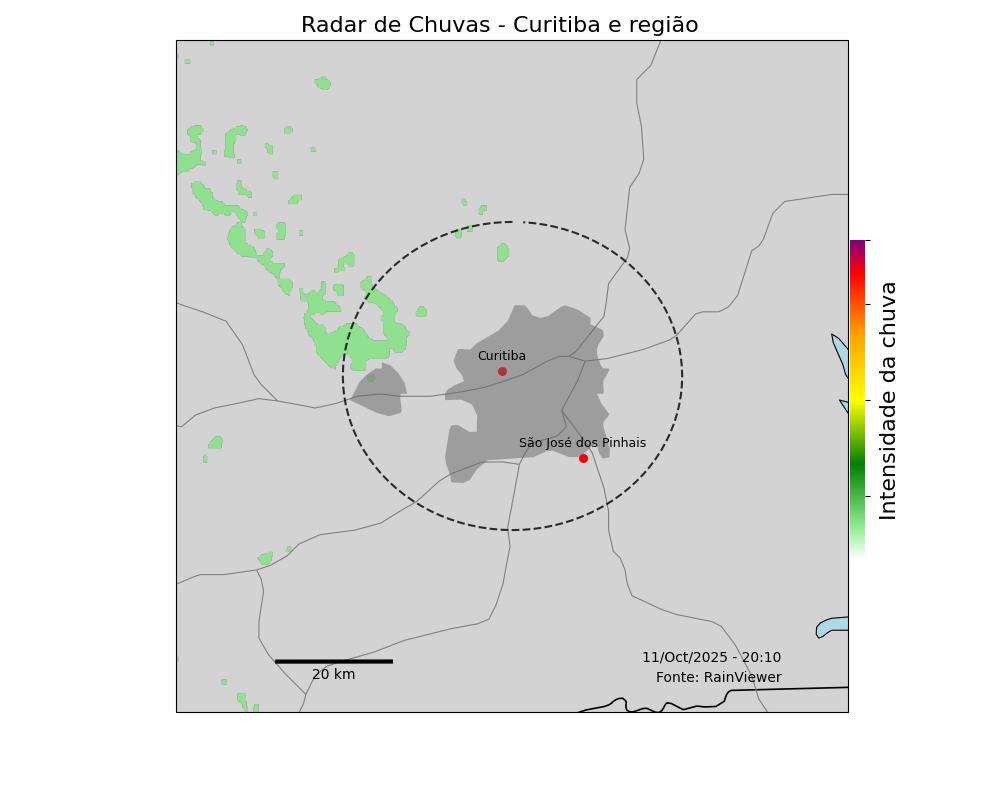 Radar de Chuvas - Curitiba e região
Curitiba
São José dos Pinhais
Intensidade da chuva
11/Oct/2025 - 20:10
Fonte: RainViewer
20 km